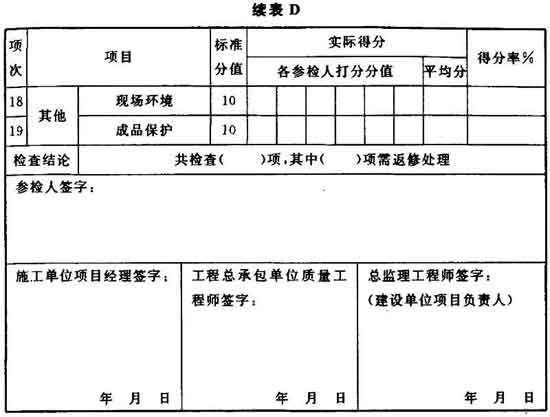 续表 D
项次 项目 标准分值 实际得分 得分率%
各参检人打分分值 平均分
18 其他 现场环境 10
19 成品保护 10
检查结论 共检查( )项,其中( )项需返修处理
参检人签字:
施工单位项目经理签字: 工程总承包单位质量工 总监理工程师签字:
程师签字: (建设单位项目负责人)
年 月 日 年 月 日 年 月 日